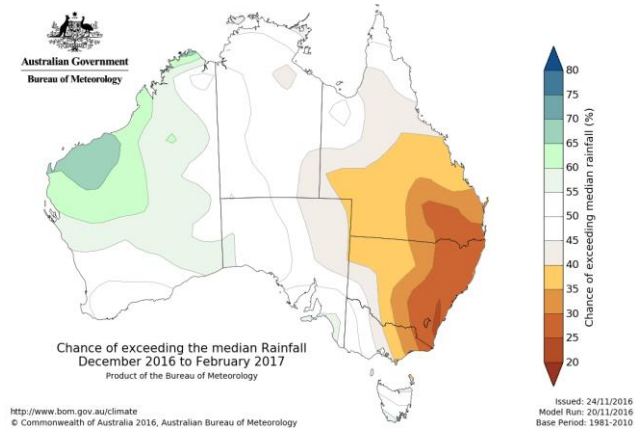 Australian Government
Bureau of Meteorology
80
75
70
65
60
55
50
45
40
35
30
25
20
Chance of exceeding median rainfall (%)
Chance of exceeding the median Rainfall
December 2016 to February 2017
Product of the Bureau of Meteorology
http://www.bom.gov.au/climate
© Commonwealth of Australia 2016, Australian Bureau of Meteorology
Issued: 24/11/2016
Model Run: 20/11/2016
Base Period: 1981-2010